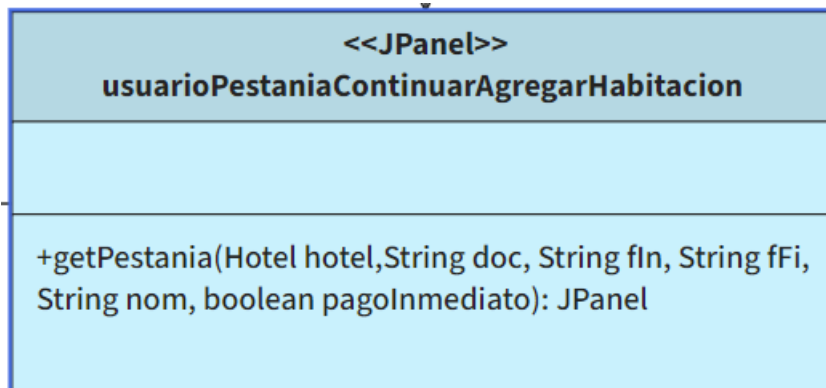 <<JPanel>>
usuarioPestaniaContinuarAgregarHabitacion
+getPestania(Hotel hotel,String doc, String fIn, String fFi,
String nom, boolean pagoInmediato): JPanel